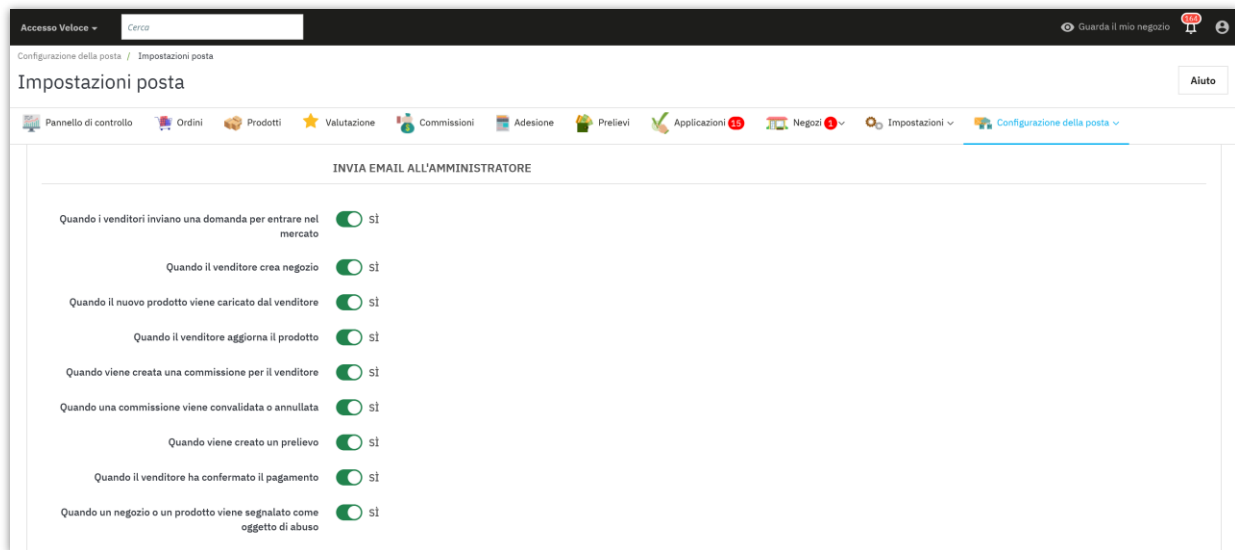 Accesso Veloce
Cerca
Guarda il mio negozio
164
Configurazione della posta / Impostazioni posta
Impostazioni posta
Aiuto
Pannello di controllo
Ordini
Prodotti
Valutazione
Commissioni
Adesione
Prelievi
Applicazioni 15
Negozi 1
Impostazioni
Configurazione della posta
INVIA EMAIL ALL'AMMINISTRATORE
Quando i venditori inviano una domanda per entrare nel
mercato
SÌ
Quando il venditore crea negozio
SÌ
Quando il nuovo prodotto viene caricato dal venditore
SÌ
Quando il venditore aggiorna il prodotto
SÌ
Quando viene creata una commissione per il venditore
SÌ
Quando una commissione viene convalidata o annullata
SÌ
Quando viene creato un prelievo
SÌ
Quando il venditore ha confermato il pagamento
SÌ
Quando un negozio o un prodotto viene segnalato come
oggetto di abuso
SÌ